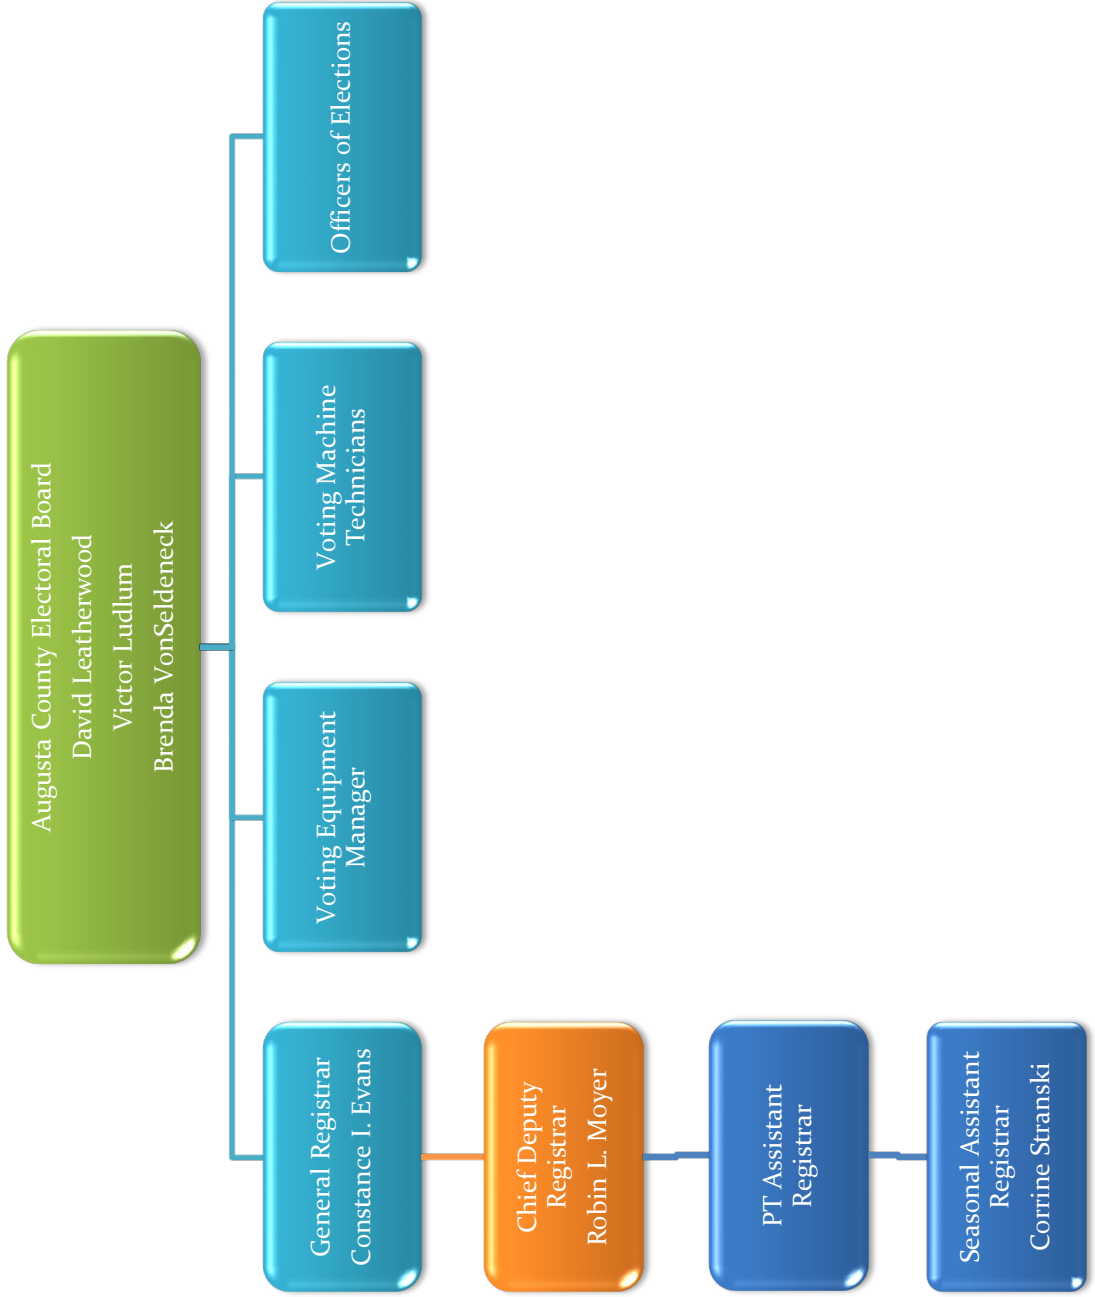 Augusta County Electoral Board
David Leatherwood
Victor Ludlum
Brenda VonSeldeneck
General Registrar
Constance I. Evans
Voting Equipment
Manager
Voting Machine
Technicians
Officers of Elections
Chief Deputy
Registrar
Robin L. Moyer
PT Assistant
Registrar
Seasonal Assistant
Registrar
Corrine Stranski